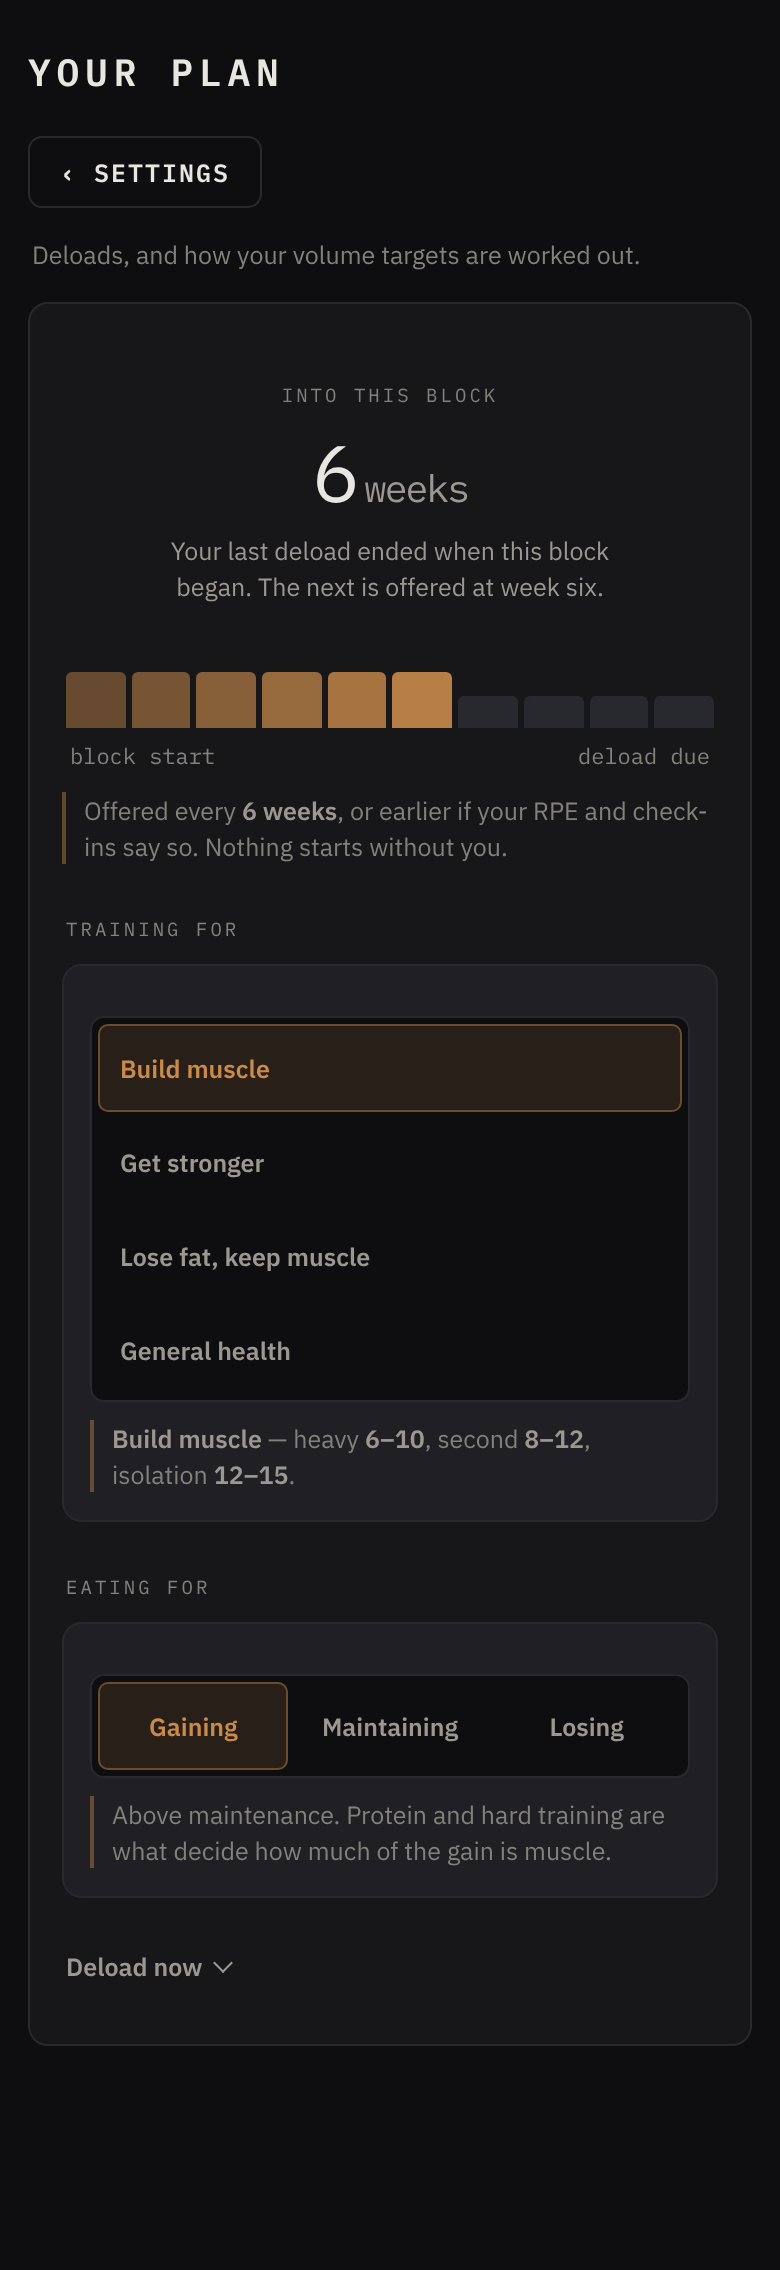 YOUR PLAN
‹ SETTINGS
Deloads, and how your volume targets are worked out.
INTO THIS BLOCK
6 weeks
Your last deload ended when this block
began. The next is offered at week six.
block start
deload due
Offered every 6 weeks, or earlier if your RPE and check-
ins say so. Nothing starts without you.
TRAINING FOR
Build muscle
Get stronger
Lose fat, keep muscle
General health
Build muscle — heavy 6–10, second 8–12,
isolation 12–15.
EATING FOR
Gaining
Maintaining
Losing
Above maintenance. Protein and hard training are
what decide how much of the gain is muscle.
Deload now